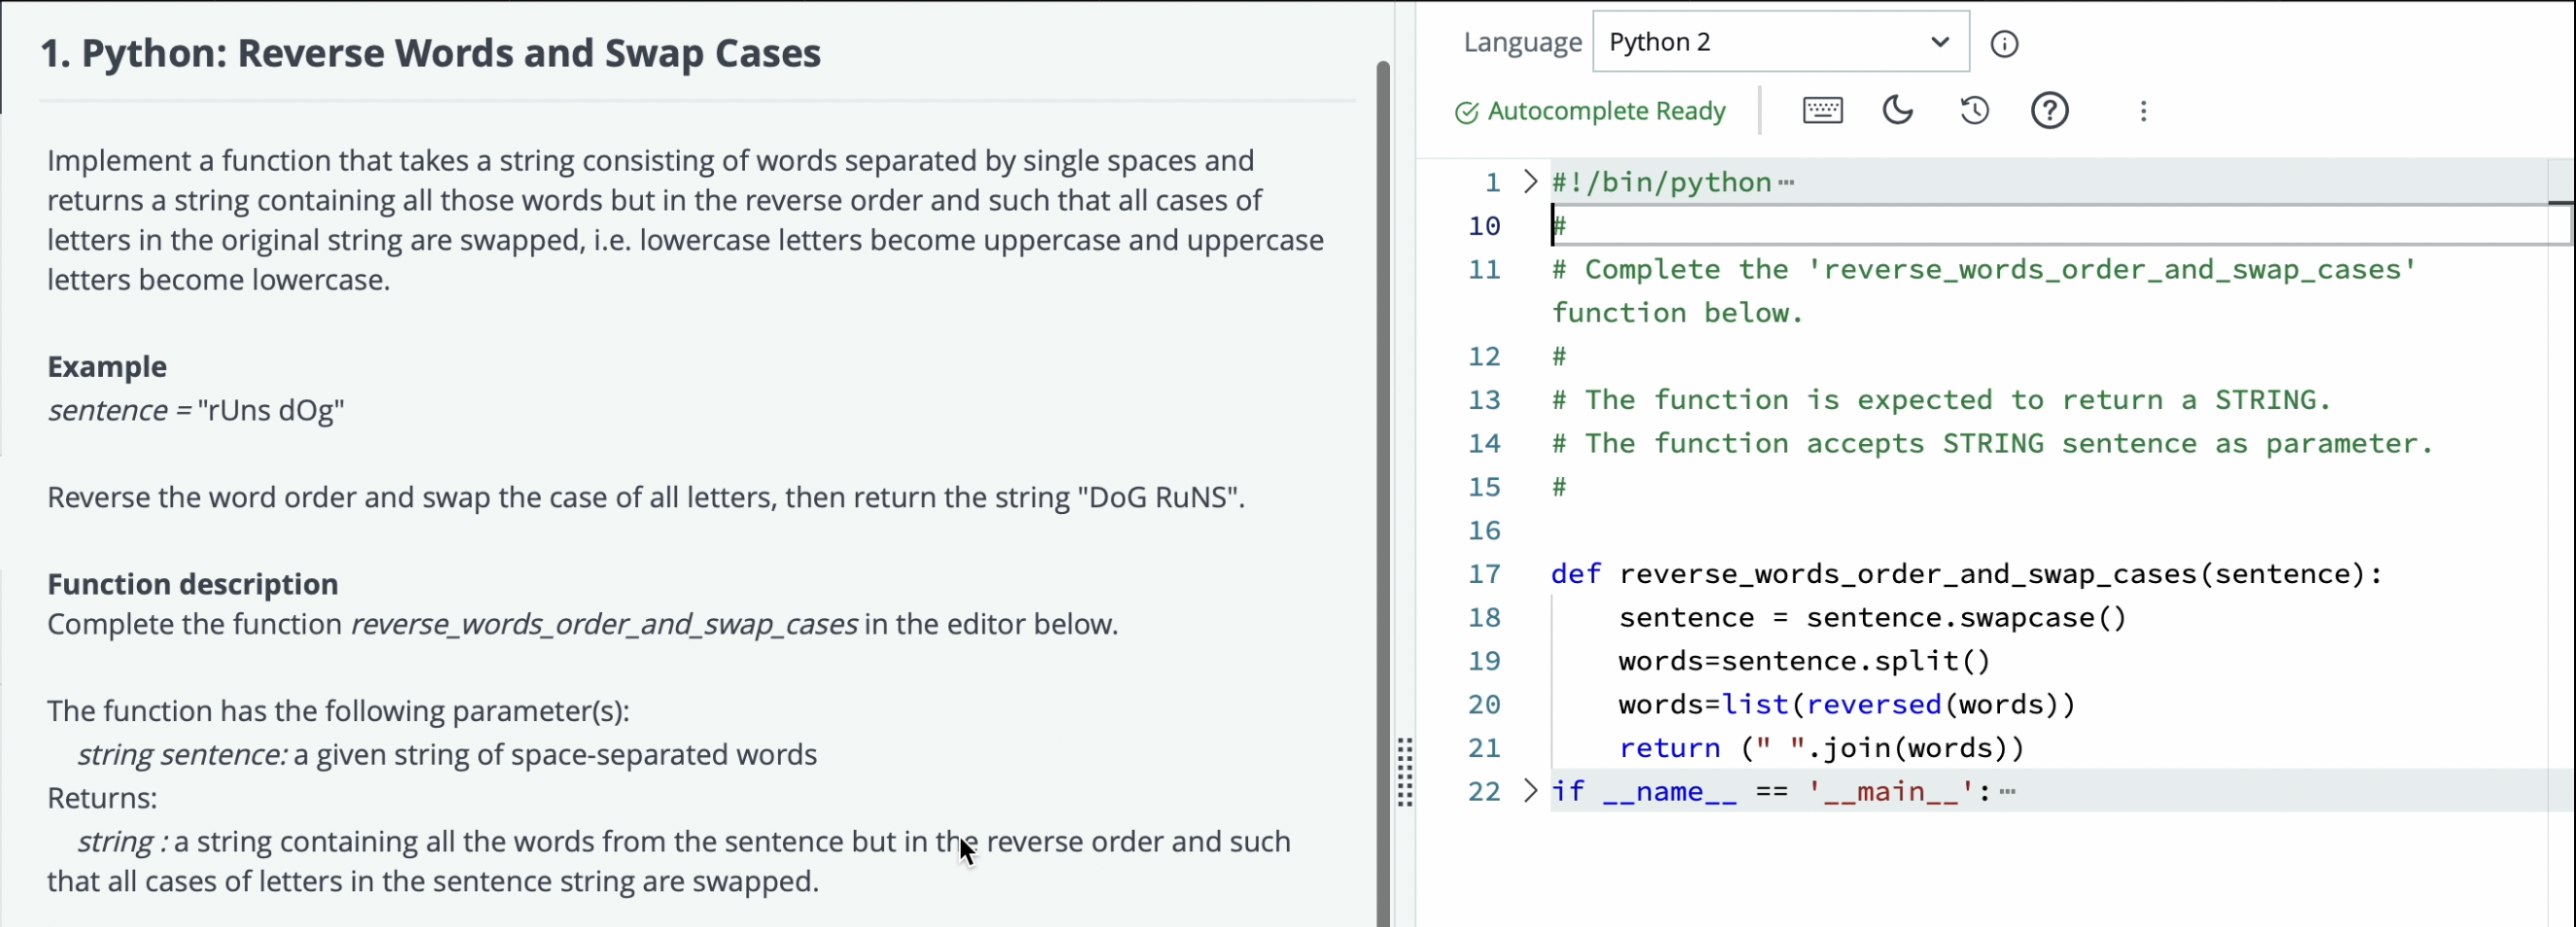 1. Python: Reverse Words and Swap Cases
Implement a function that takes a string consisting of words separated by single spaces and
returns a string containing all those words but in the reverse order and such that all cases of
letters in the original string are swapped, i.e. lowercase letters become uppercase and uppercase
letters become lowercase.
Example
sentence = "rUns dOg"
Reverse the word order and swap the case of all letters, then return the string "DoG RuNS".
Function description
Complete the function reverse_words_order_and_swap_cases in the editor below.
The function has the following parameter(s):
string sentence: a given string of space-separated words
Returns:
string : a string containing all the words from the sentence but in the reverse order and such
that all cases of letters in the sentence string are swapped.
Language Python 2
Autocomplete Ready
1 #!/bin/python
10 #
11 # Complete the 'reverse_words_order_and_swap_cases'
function below.
12 #
13 # The function is expected to return a STRING.
14 # The function accepts STRING sentence as parameter.
15 #
16
17 def reverse_words_order_and_swap_cases(sentence):
18 sentence = sentence.swapcase()
19 words=sentence.split()
20 words=list(reversed(words))
21 return (" ".join(words))
22 if __name__ == '__main__':